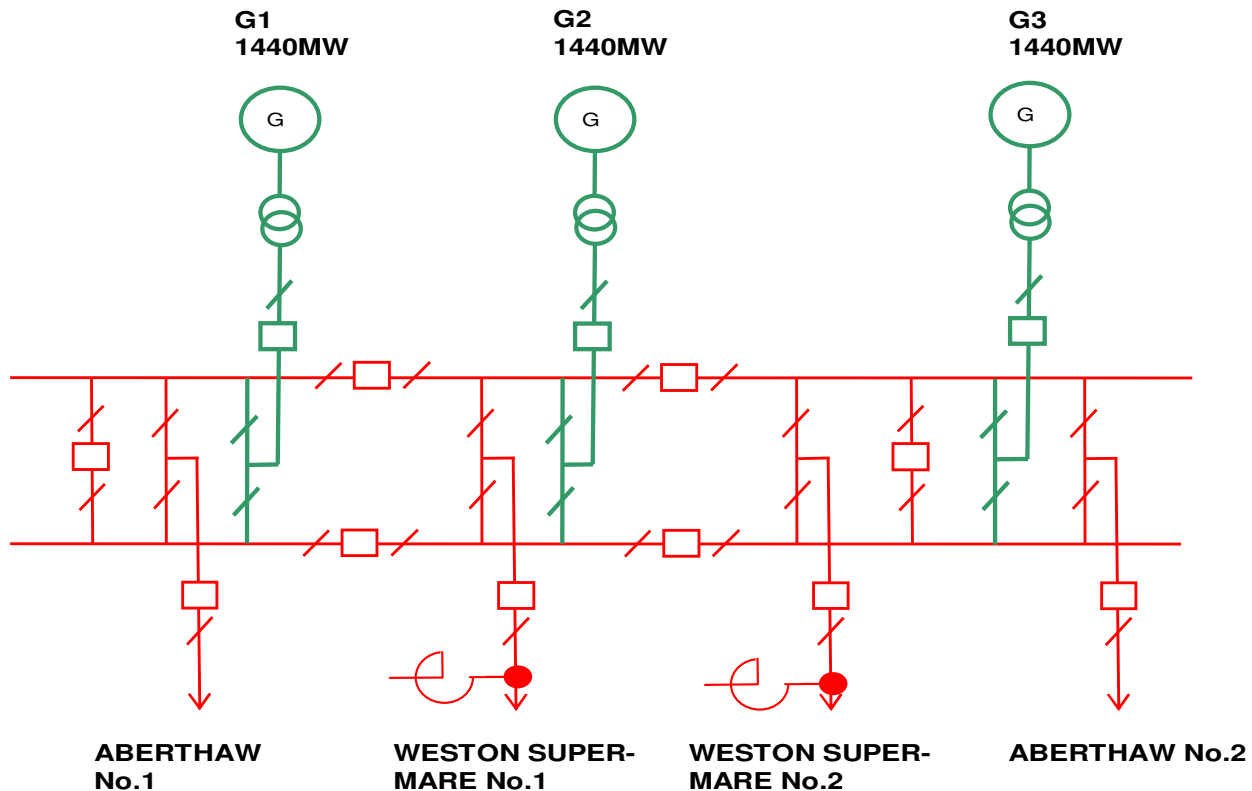 G1
1440MW
G2
1440MW
G3
1440MW
G
G
G
ABERTHAW
No.1
WESTON SUPER-
MARE No.1
WESTON SUPER-
MARE No.2
ABERTHAW No.2